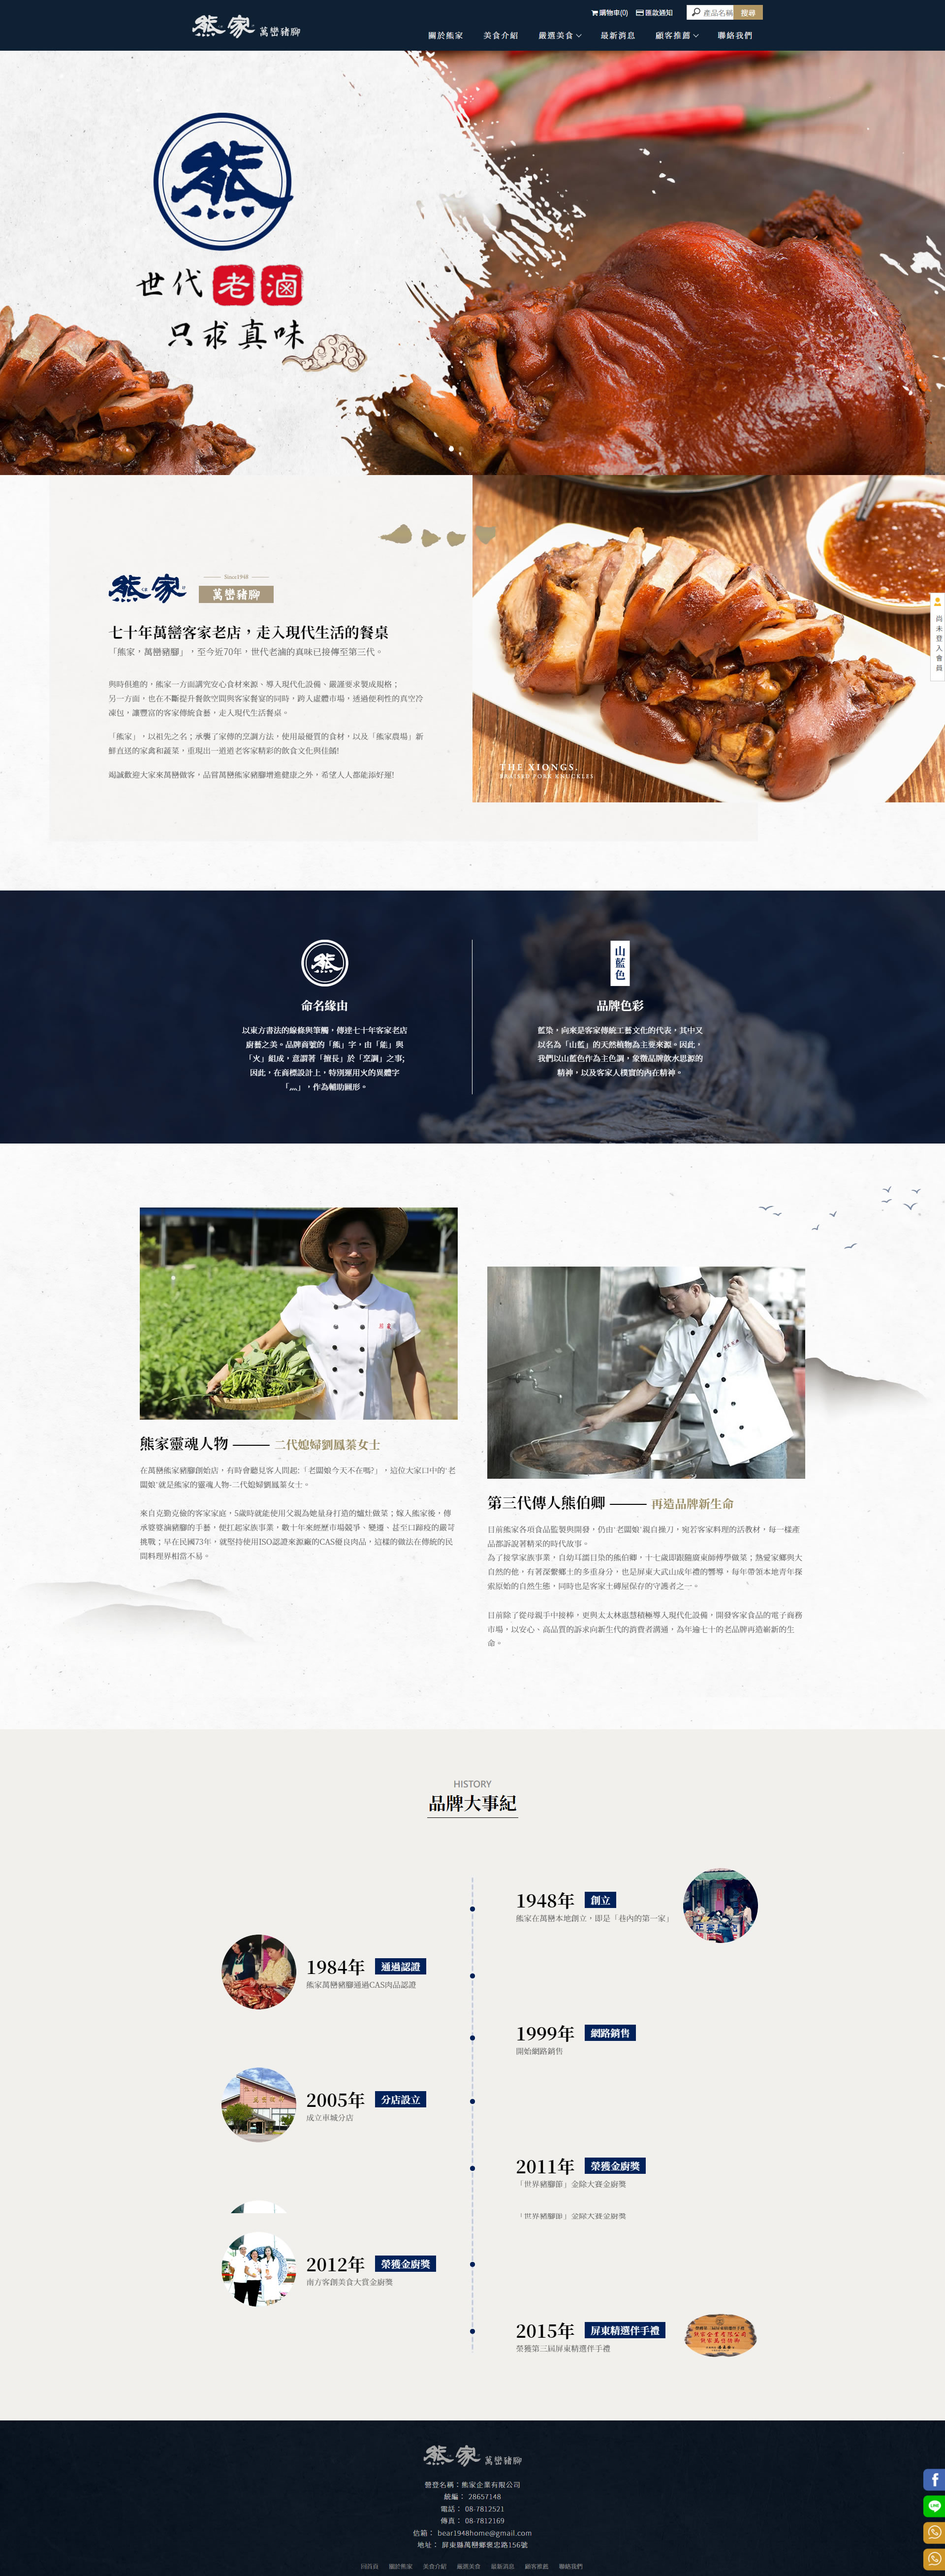 熊家 萬巒豬腳
購物車(0) 匯款通知 產品名稱 搜尋
關於熊家 美食介紹 嚴選美食 最新消息 顧客推薦 聯絡我們
熊
世代老滷
只求真味
熊家
Since1948
萬巒豬腳
七十年萬巒客家老店,走入現代生活的餐桌
「熊家,萬巒豬腳」,至今近70年,世代老滷的真味已接傳至第三代。
與時俱進的,熊家一方面講究安心食材來源、導入現代化設備、嚴謹要求製成規格;
另一方面,也在不斷提升餐飲空間與客家餐宴的同時,跨入虛體市場,透過便利性的真空冷
凍包,讓豐富的客家傳統食藝,走入現代生活餐桌。
「熊家」,以祖先之名;承襲了家傳的烹調方法,使用最優質的食材,以及「熊家農場」新
鮮直送的家禽和蔬菜,重現出一道道老客家精彩的飲食文化與佳餚!
竭誠歡迎大家來萬巒做客,品嘗萬巒熊家豬腳增進健康之外,希望人人都能添好運!
THE XIONGS.
BRAISED PORK KNUCKLES
尚未登入會員
熊
命名緣由
以東方書法的線條與筆觸,傳達七十年客家老店
廚藝之美。品牌商號的「熊」字,由「能」與
「火」組成,意謂著「擅長」於「烹調」之事;
因此,在商標設計上,特別運用火的異體字
「灬」,作為輔助圖形。
山藍色
品牌色彩
藍染,向來是客家傳統工藝文化的代表,其中又
以名為「山藍」的天然植物為主要來源。因此,
我們以山藍色作為主色調,象徵品牌飲水思源的
精神,以及客家人樸實的內在精神。
熊家靈魂人物 —— 二代媳婦劉鳳棻女士
在萬巒熊家豬腳創始店,有時會聽見客人問起:「老闆娘今天不在嗎?」,這位大家口中的"老
闆娘"就是熊家的靈魂人物-二代媳婦劉鳳棻女士。
來自克勤克儉的客家家庭,5歲時就能使用父親為她量身打造的爐灶做菜;嫁入熊家後,傳
承婆婆滷豬腳的手藝,使扛起家族事業,數十年來經歷市場競爭、變遷、甚至口蹄疫的嚴苛
挑戰;早在民國73年,就堅持使用ISO認證來源廠的CAS優良肉品,這樣的做法在傳統的民
間料理界相當不易。
第三代傳人熊伯卿 —— 再造品牌新生命
目前熊家各項食品監製與開發,仍由"老闆娘"親自操刀,宛若客家料理的活教材,每一樣產
品都訴說著精采的時代故事。
為了接掌家族事業,自幼耳濡目染的熊伯卿,十七歲即跟隨廣東師傅學做菜;熱愛家鄉與大
自然的他,有著深繫鄉土的多重身分,也是屏東大武山成年禮的嚮導,每年帶領本地青年探
索原始的自然生態,同時也是客家土磚屋保存的守護者之一。
目前除了從母親手中接棒,更與太太林惠慧積極導入現代化設備,開發客家食品的電子商務
市場,以安心、高品質的訴求向新生代的消費者溝通,為年逾七十的老品牌再造嶄新的生
命。
HISTORY
品牌大事紀
1948年 創立
熊家在萬巒本地創立,即是「巷內的第一家」
1984年 通過認證
熊家萬巒豬腳通過CAS肉品認證
1999年 網路銷售
開始網路銷售
2005年 分店設立
成立車城分店
2011年 榮獲金廚獎
「世界豬腳節」金除大賽金廚獎
「世界豬腳節」金除大賽金廚獎
2012年 榮獲金廚獎
南方客創美食大賞金廚獎
2015年 屏東精選伴手禮
榮獲第三屆屏東精選伴手禮
熊家 萬巒豬腳
營登名稱:熊家企業有限公司
統編: 28657148
電話: 08-7812521
傳真: 08-7812169
信箱: bear1948home@gmail.com
地址: 屏東縣萬巒鄉褒忠路156號
回首頁 關於熊家 美食介紹 嚴選美食 最新消息 顧客推薦 聯絡我們
LINE